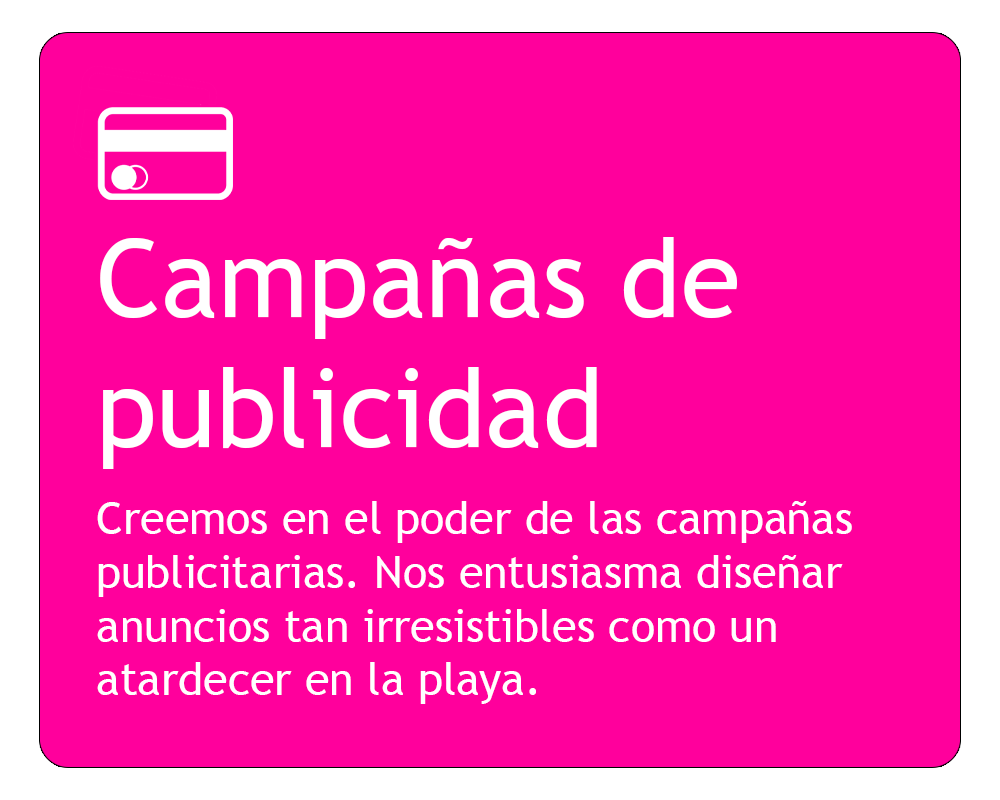 Campañas de
publicidad
Creemos en el poder de las campañas
publicitarias. Nos entusiasma diseñar
anuncios tan irresistibles como un
atardecer en la playa.